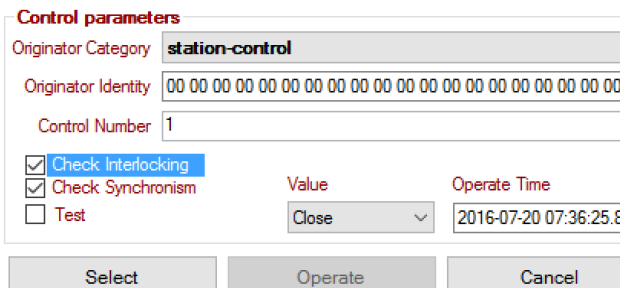 Control parameters
Originator Category station-control
Originator Identity 00 00 00 00 00 00 00 00 00 00 00 00 00 00 00 00 00 00 00 00
Control Number 1
Check Interlocking
Check Synchronism Value Operate Time
Test Close 2016-07-20 07:36:25.8
Select Operate Cancel